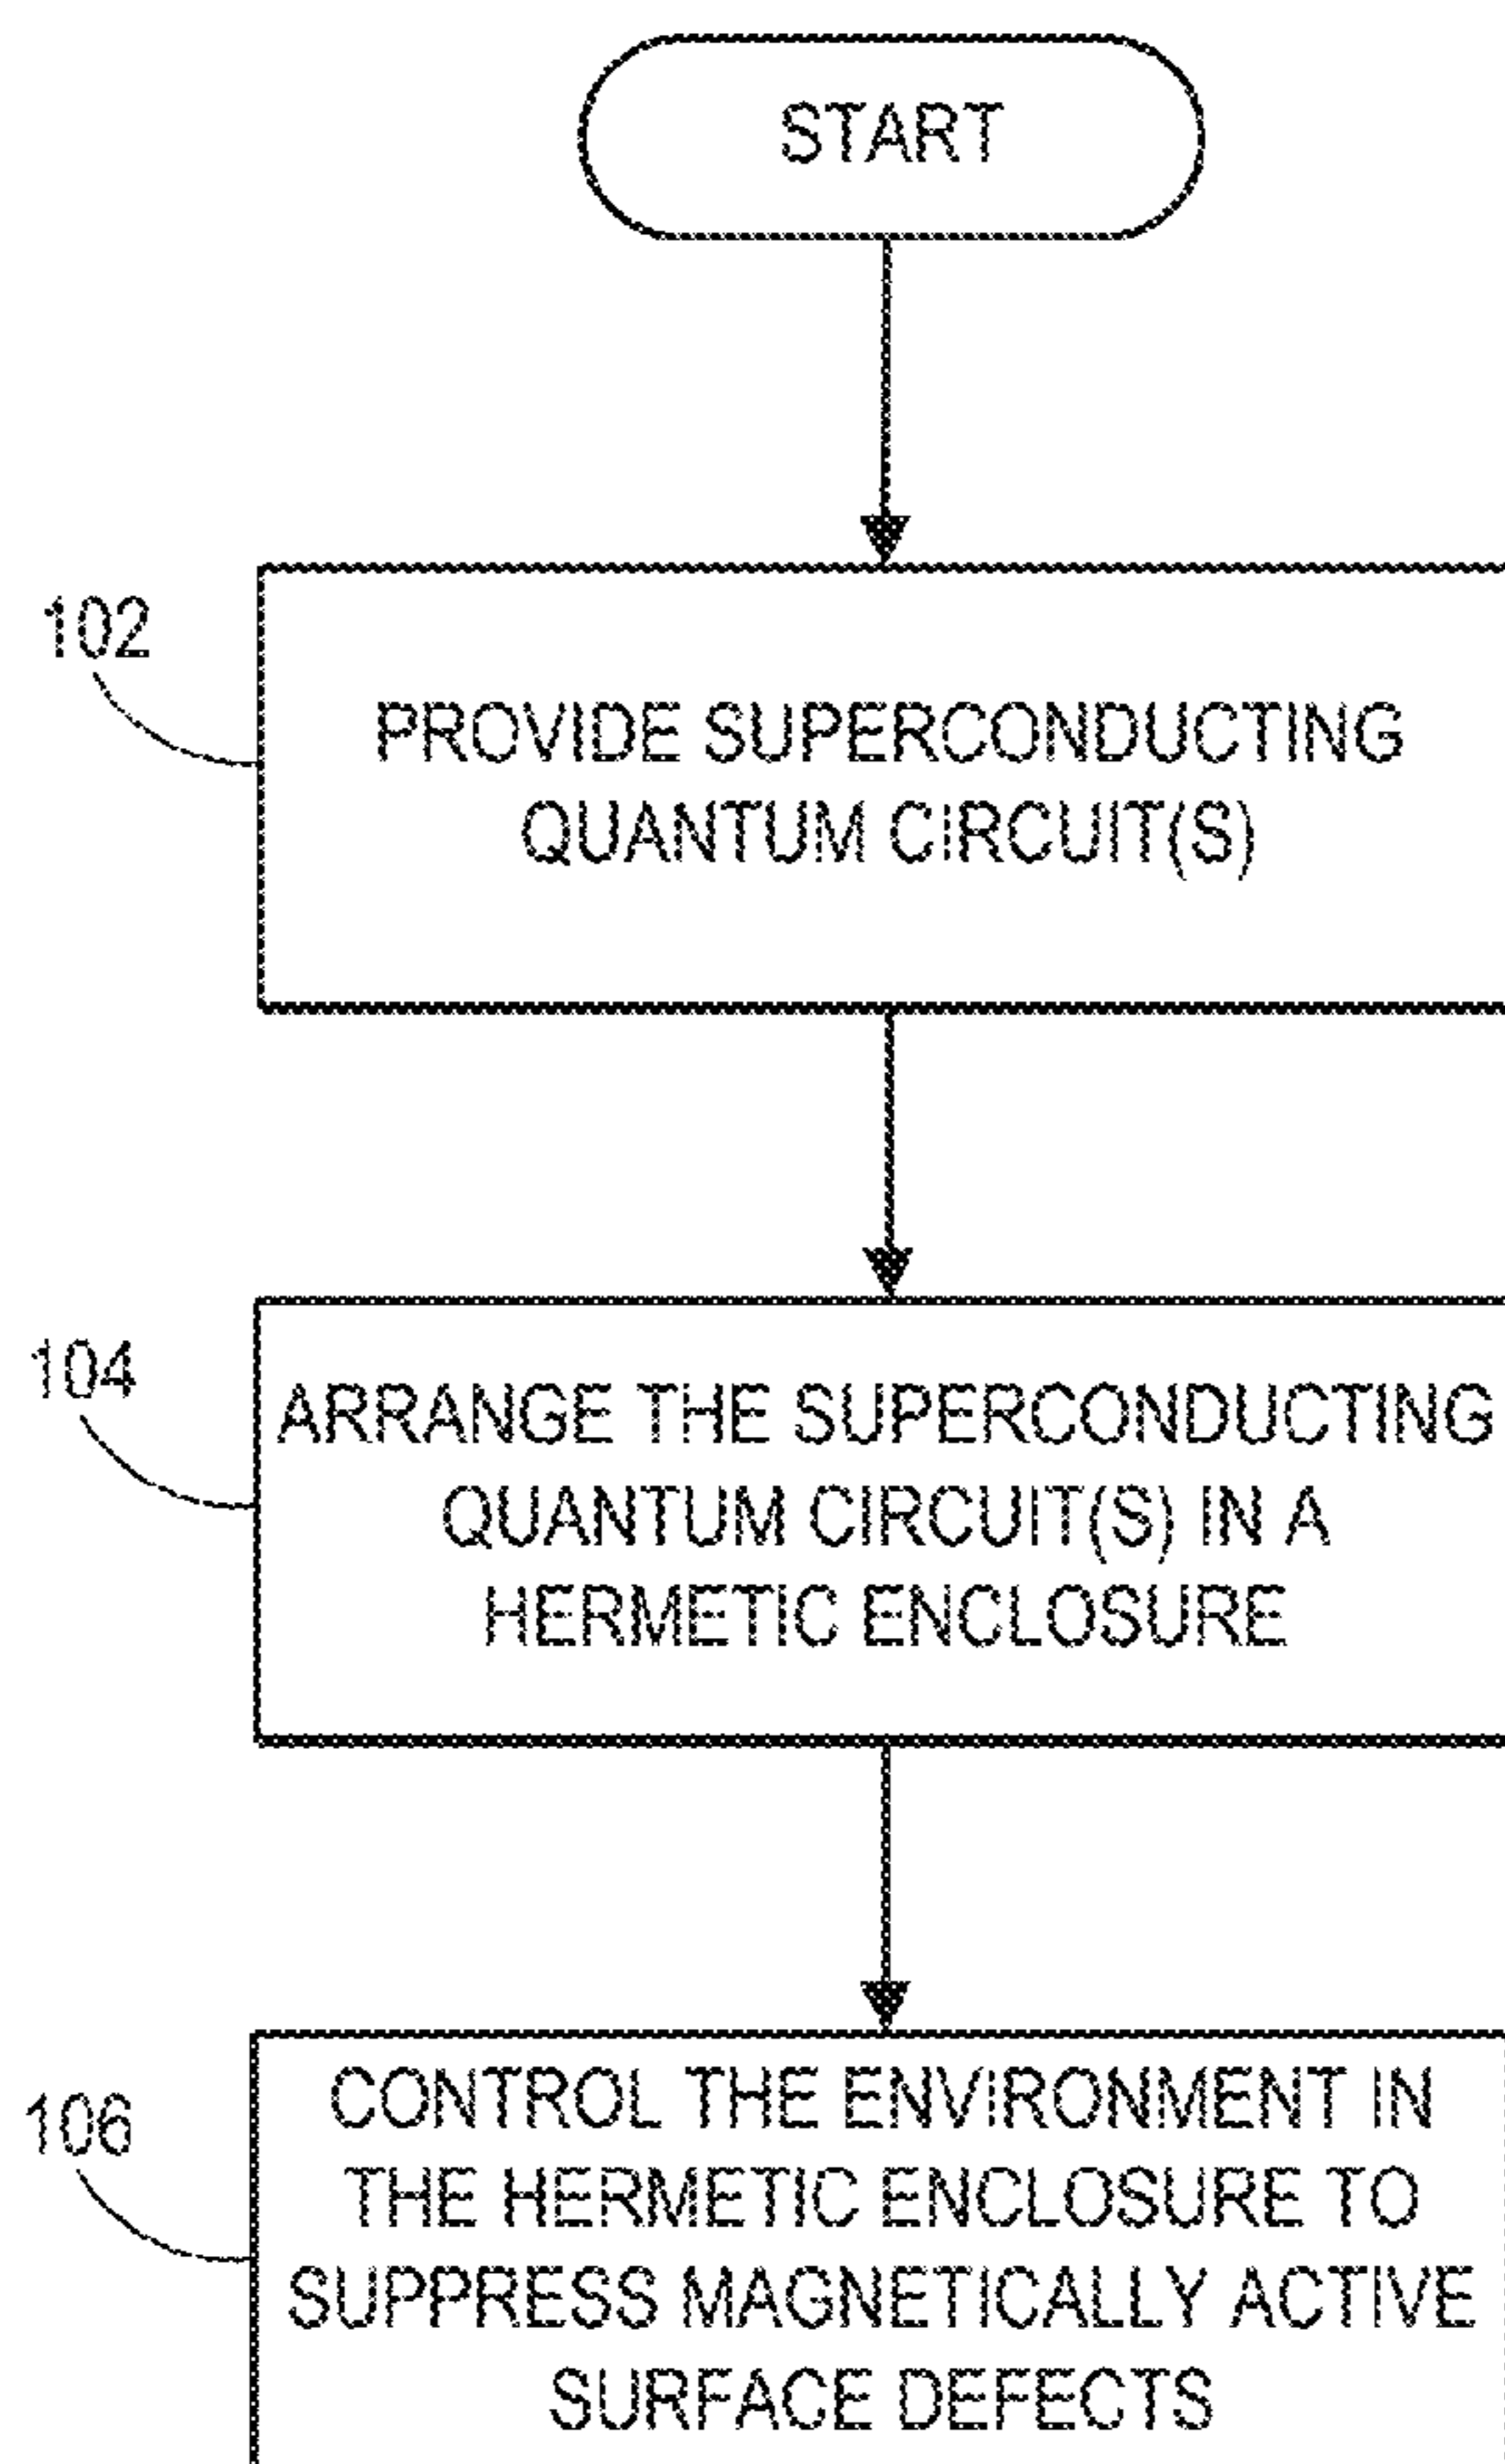 START
102
PROVIDE SUPERCONDUCTING
QUANTUM CIRCUIT(S)
104
ARRANGE THE SUPERCONDUCTING
QUANTUM CIRCUIT(S) IN A
HERMETIC ENCLOSURE
106
CONTROL THE ENVIRONMENT IN
THE HERMETIC ENCLOSURE TO
SUPPRESS MAGNETICALLY ACTIVE
SURFACE DEFECTS